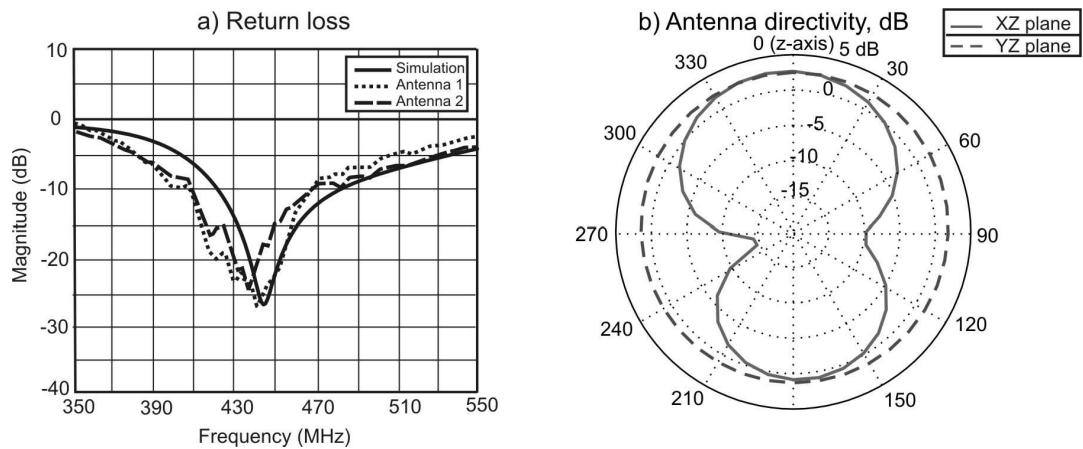 a) Return loss
Simulation
Antenna 1
Antenna 2
10
0
-10
-20
-30
-40
Magnitude (dB)
350 390 430 470 510 550
Frequency (MHz)
b) Antenna directivity, dB
XZ plane
YZ plane
0 (z-axis) 5 dB
330 30
0
-5
300 60
-10
-15
270 90
240 120
210 150